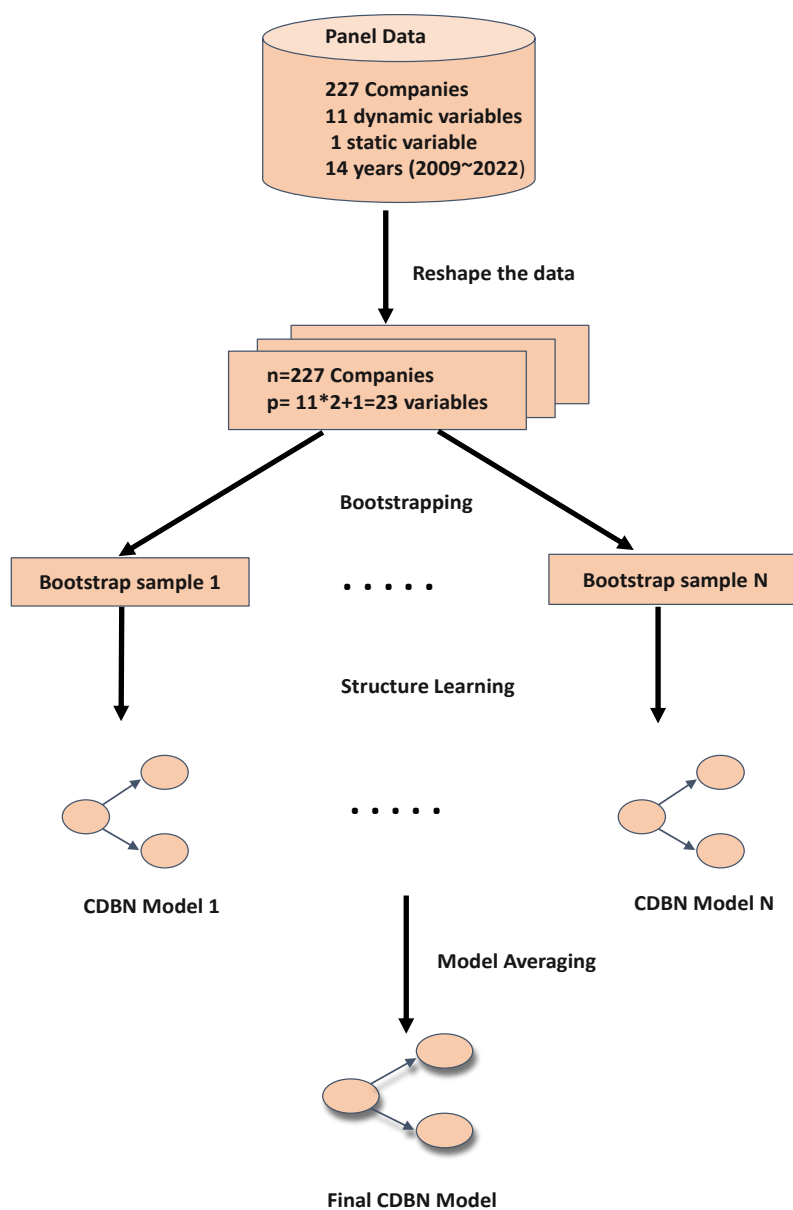 Panel Data
227 Companies
11 dynamic variables
1 static variable
14 years (2009~2022)
Reshape the data
n=227 Companies
p= 11*2+1=23 variables
Bootstrapping
Bootstrap sample 1
. . . . .
Bootstrap sample N
Structure Learning
. . . . .
CDBN Model 1
CDBN Model N
Model Averaging
Final CDBN Model